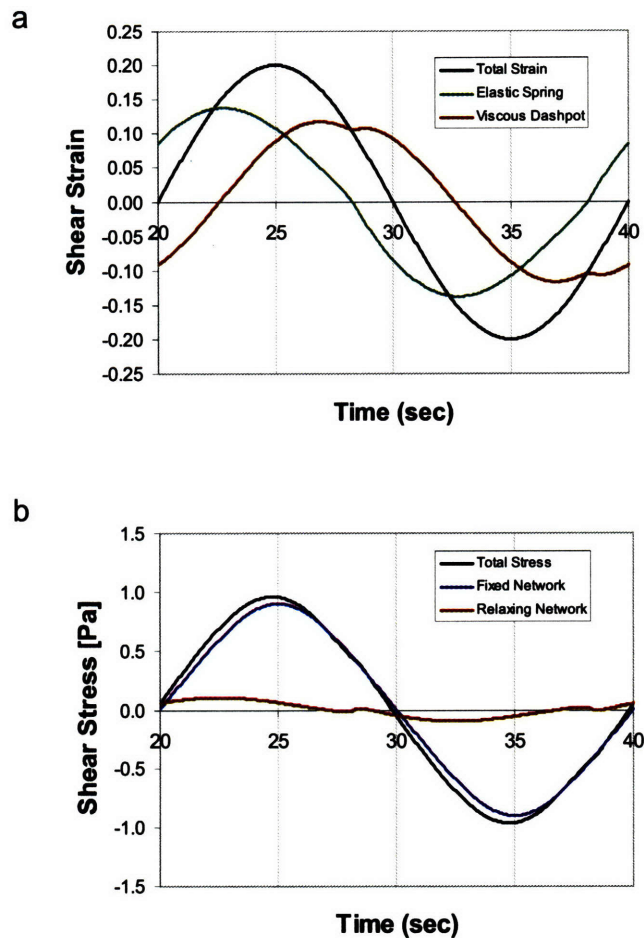 a
0.25
0.20
0.15
0.10
0.05
0.00
-0.05
-0.10
-0.15
-0.20
-0.25
20
25
30
35
40
Shear Strain
Time (sec)
Total Strain
Elastic Spring
Viscous Dashpot
b
1.5
1.0
0.5
0.0
-0.5
-1.0
-1.5
20
25
30
35
40
Shear Stress [Pa]
Time (sec)
Total Stress
Fixed Network
Relaxing Network